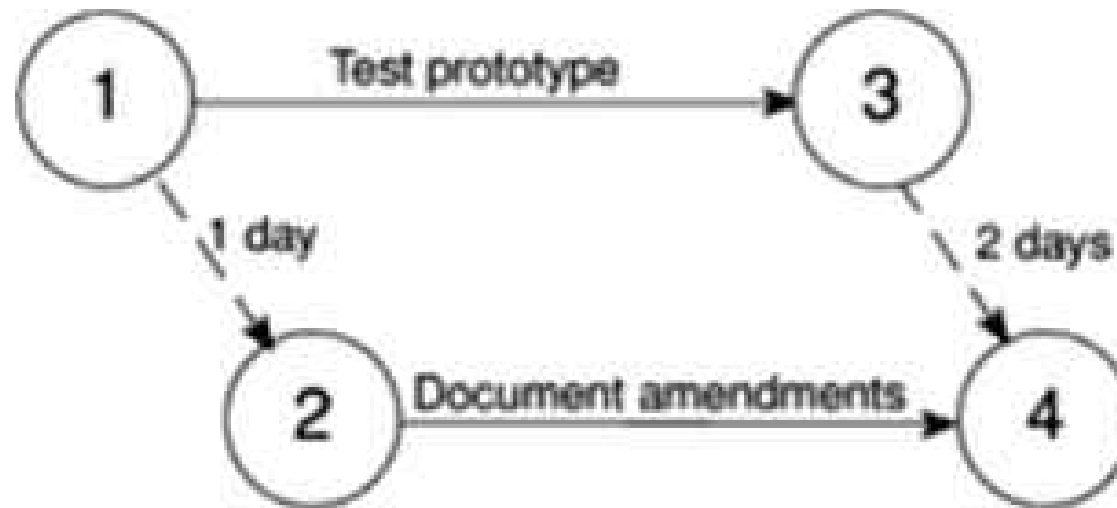 Test prototype
1
3
1 day
2 days
Document amendments
2
4